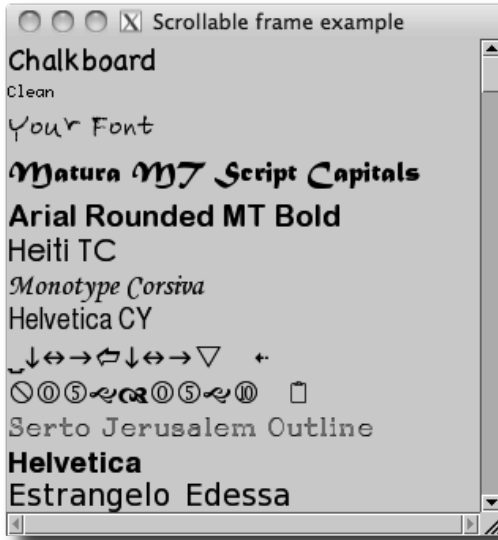 Scrollable frame example
Chalkboard
Clean
Your Font
Matura MT Script Capitals
Arial Rounded MT Bold
Heiti TC
Monotype Corsiva
Helvetica CY
␣↓⇔→⇦↓⇔→▽ ⇠
🛇⓪⑤⓪⑤⑩ 📋
Serto Jerusalem Outline
Helvetica
Estrangelo Edessa